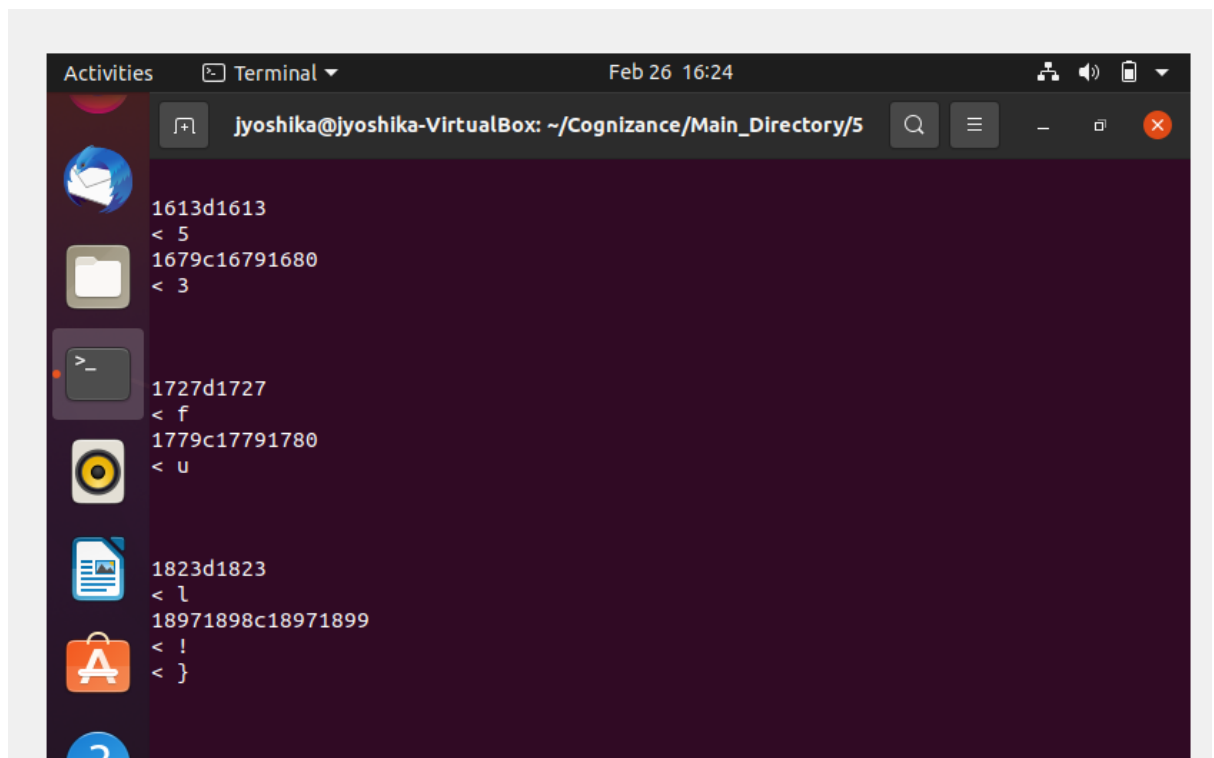 Activities Terminal Feb 26 16:24
jyoshika@jyoshika-VirtualBox: ~/Cognizance/Main_Directory/5
1613d1613
< 5
1679c16791680
< 3
1727d1727
< f
1779c17791780
< u
1823d1823
< l
18971898c18971899
< !
< }